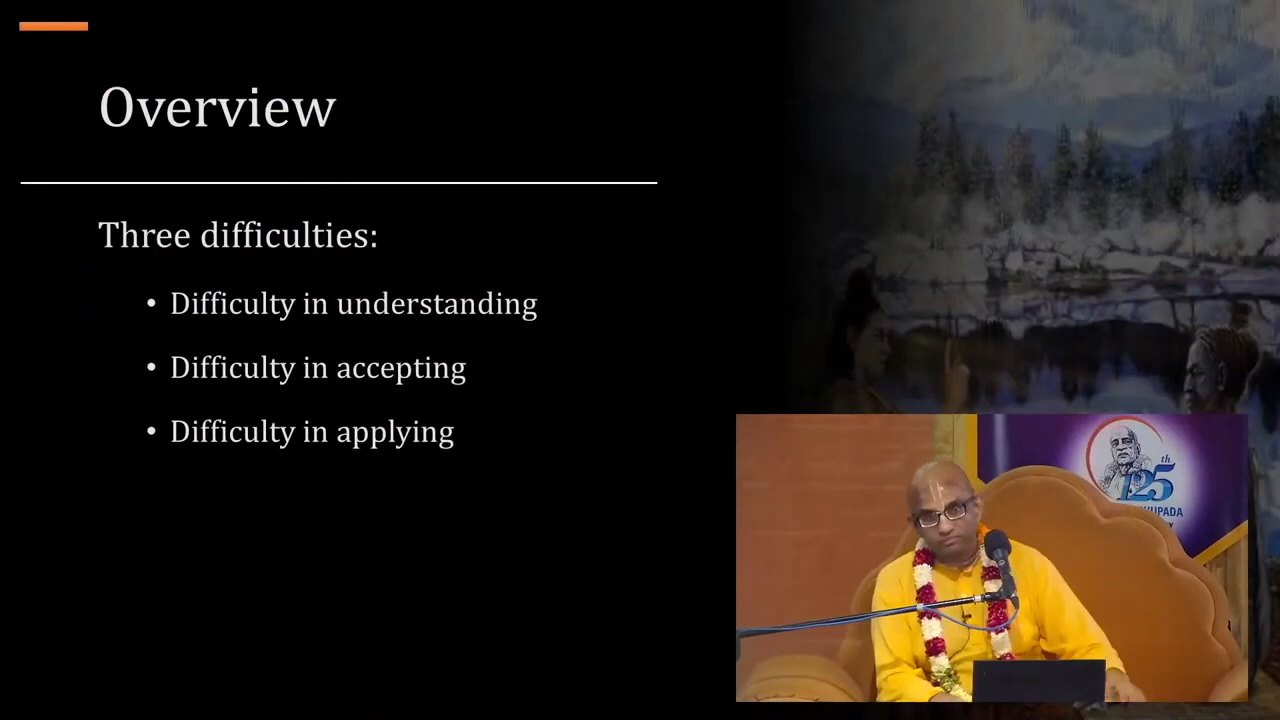 Overview
Three difficulties:
• Difficulty in understanding
• Difficulty in accepting
• Difficulty in applying
th
125